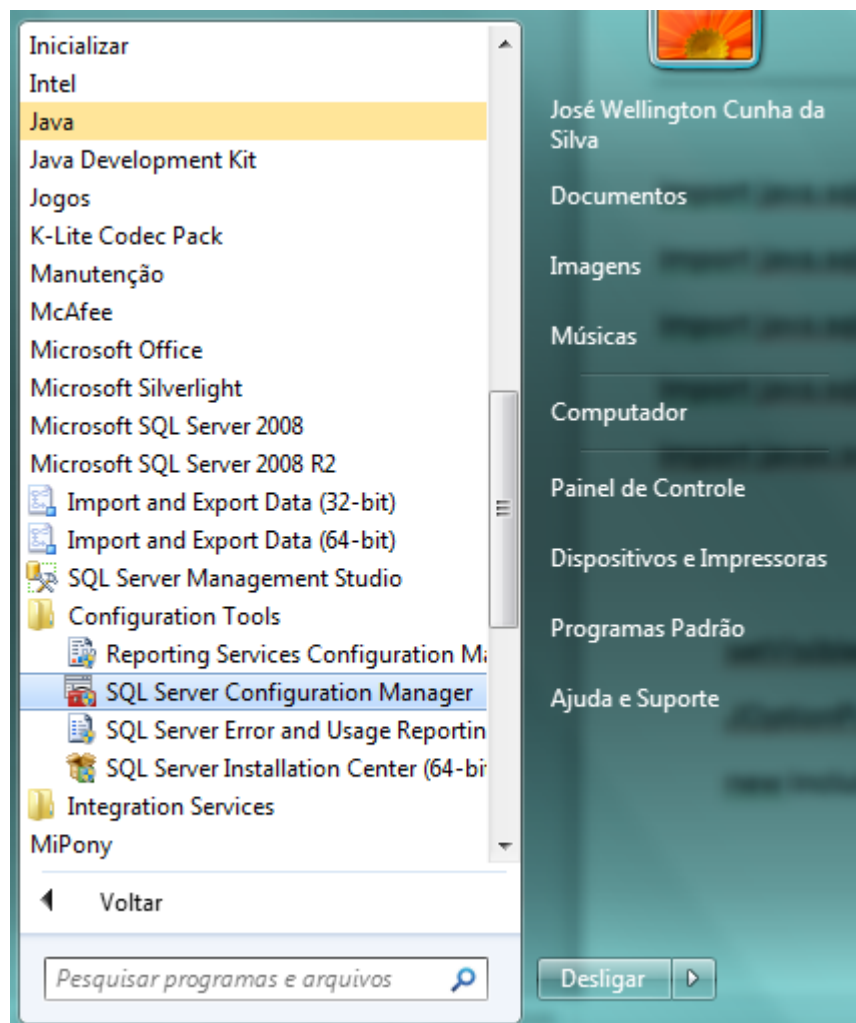 Inicializar
Intel
Java
Java Development Kit
Jogos
K-Lite Codec Pack
Manutenção
McAfee
Microsoft Office
Microsoft Silverlight
Microsoft SQL Server 2008
Microsoft SQL Server 2008 R2
Import and Export Data (32-bit)
Import and Export Data (64-bit)
SQL Server Management Studio
Configuration Tools
Reporting Services Configuration Ma
SQL Server Configuration Manager
SQL Server Error and Usage Reportin
SQL Server Installation Center (64-bi
Integration Services
MiPony
Voltar
Pesquisar programas e arquivos
José Wellington Cunha da
Silva
Documentos
Imagens
Músicas
Computador
Painel de Controle
Dispositivos e Impressoras
Programas Padrão
Ajuda e Suporte
Desligar